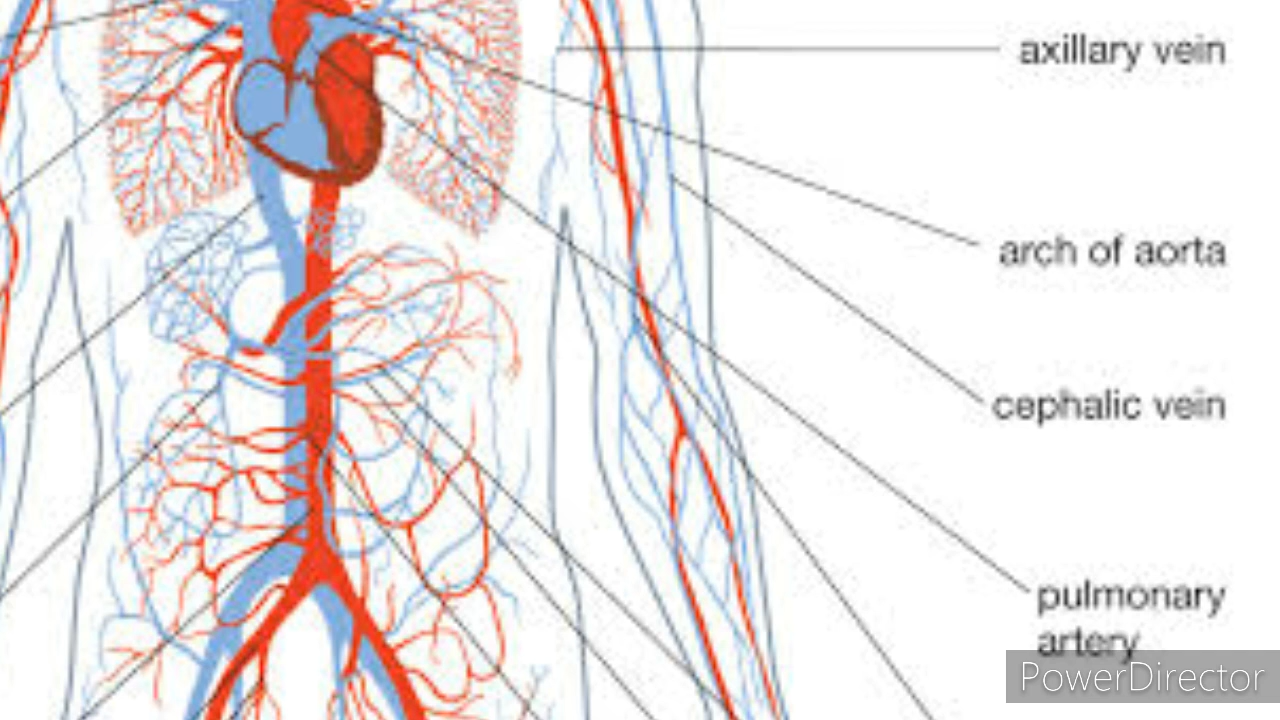 axillary vein
arch of aorta
cephalic vein
pulmonary
artery
PowerDirector